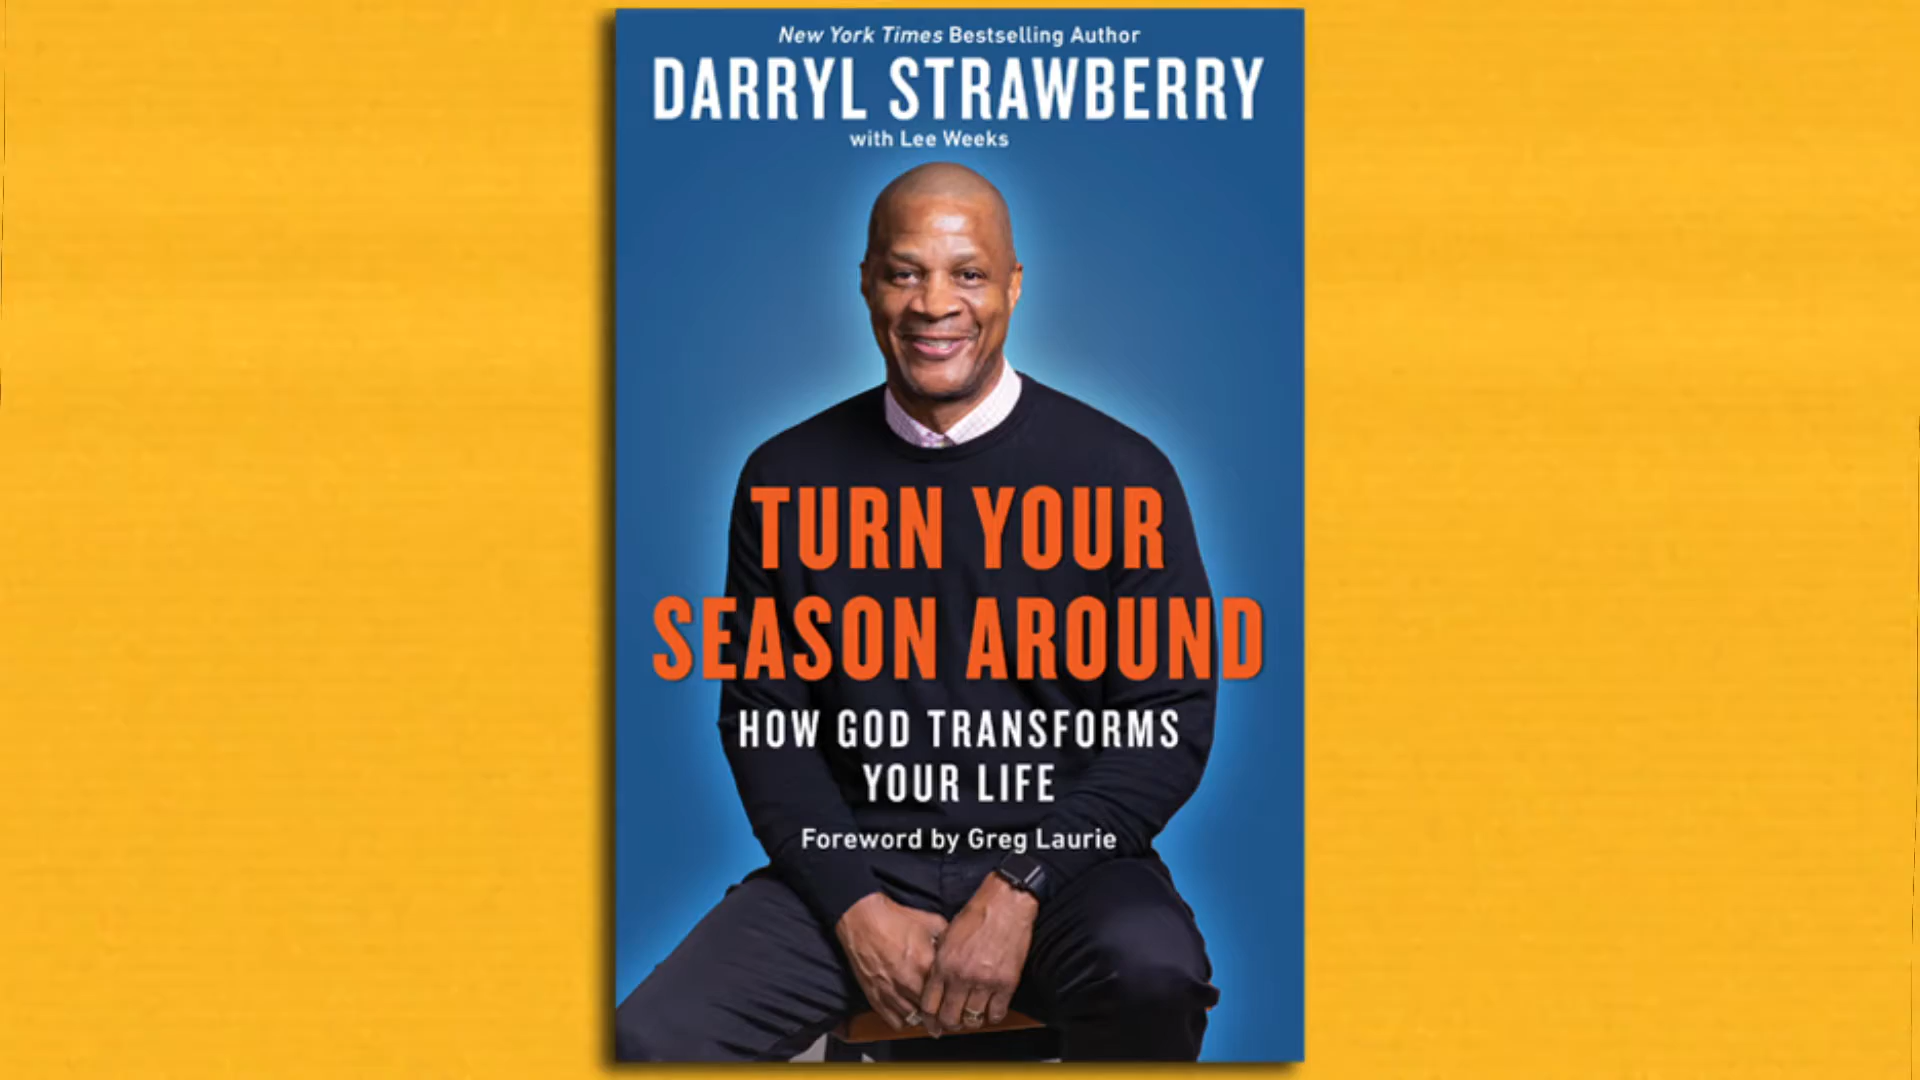 New York Times Bestselling Author
DARRYL STRAWBERRY
with Lee Weeks
TURN YOUR
SEASON AROUND
HOW GOD TRANSFORMS
YOUR LIFE
Foreword by Greg Laurie